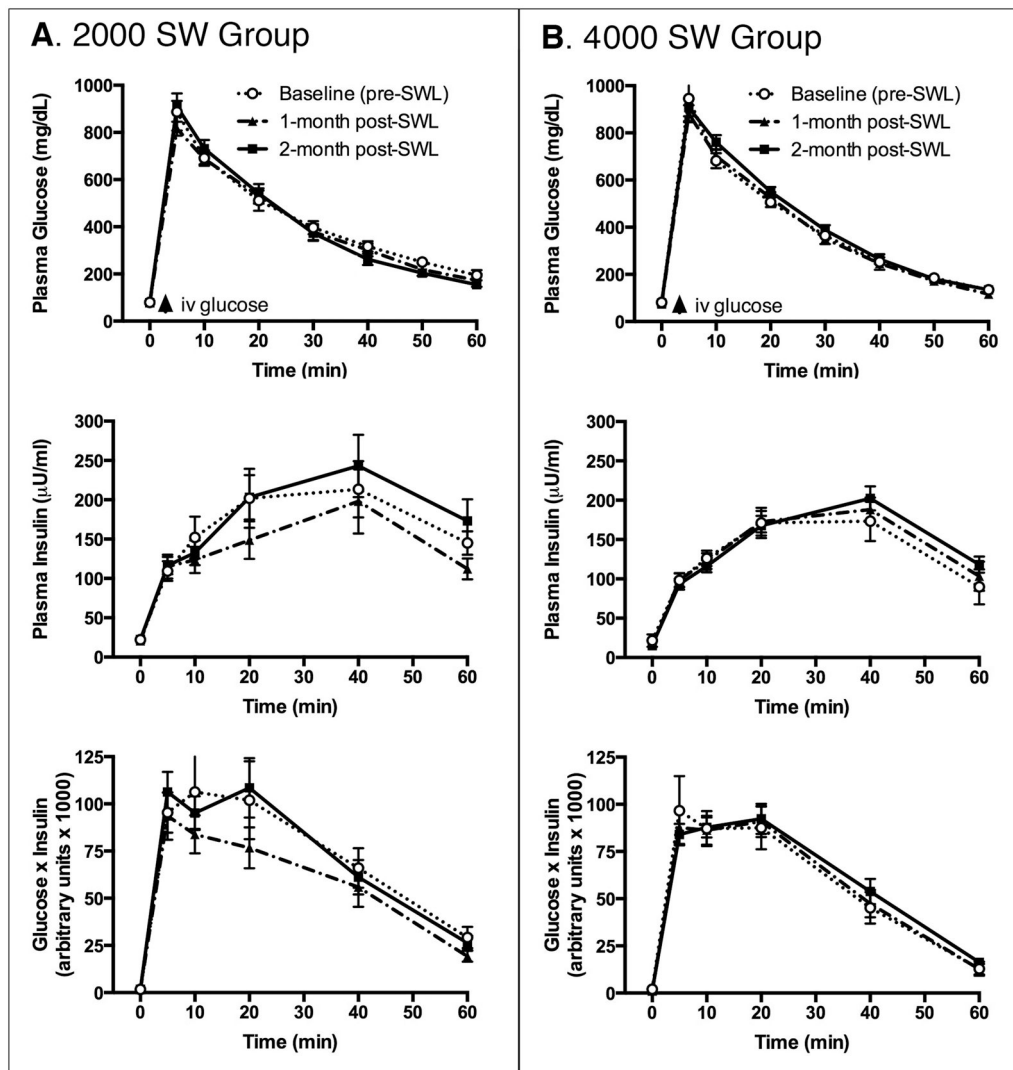 A. 2000 SW Group
1000
800
600
400
200
0
Plasma Glucose (mg/dL)
Baseline (pre-SWL)
1-month post-SWL
2-month post-SWL
iv glucose
0 10 20 30 40 50 60
Time (min)
300
250
200
150
100
50
0
Plasma Insulin (μU/ml)
0 10 20 30 40 50 60
Time (min)
125
100
75
50
25
0
Glucose x Insulin
(arbitrary units x 1000)
0 10 20 30 40 50 60
Time (min)
B. 4000 SW Group
1000
800
600
400
200
0
Plasma Glucose (mg/dL)
Baseline (pre-SWL)
1-month post-SWL
2-month post-SWL
iv glucose
0 10 20 30 40 50 60
Time (min)
300
250
200
150
100
50
0
Plasma Insulin (μU/ml)
0 10 20 30 40 50 60
Time (min)
125
100
75
50
25
0
Glucose x Insulin
(arbitrary units x 1000)
0 10 20 30 40 50 60
Time (min)